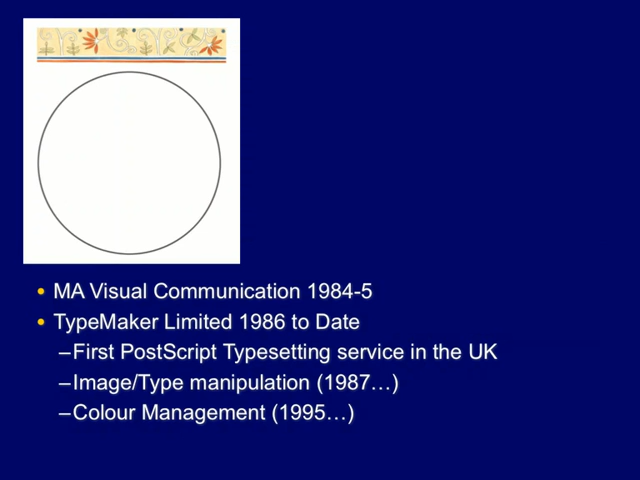 • MA Visual Communication 1984-5
• TypeMaker Limited 1986 to Date
–First PostScript Typesetting service in the UK
–Image/Type manipulation (1987…)
–Colour Management (1995…)